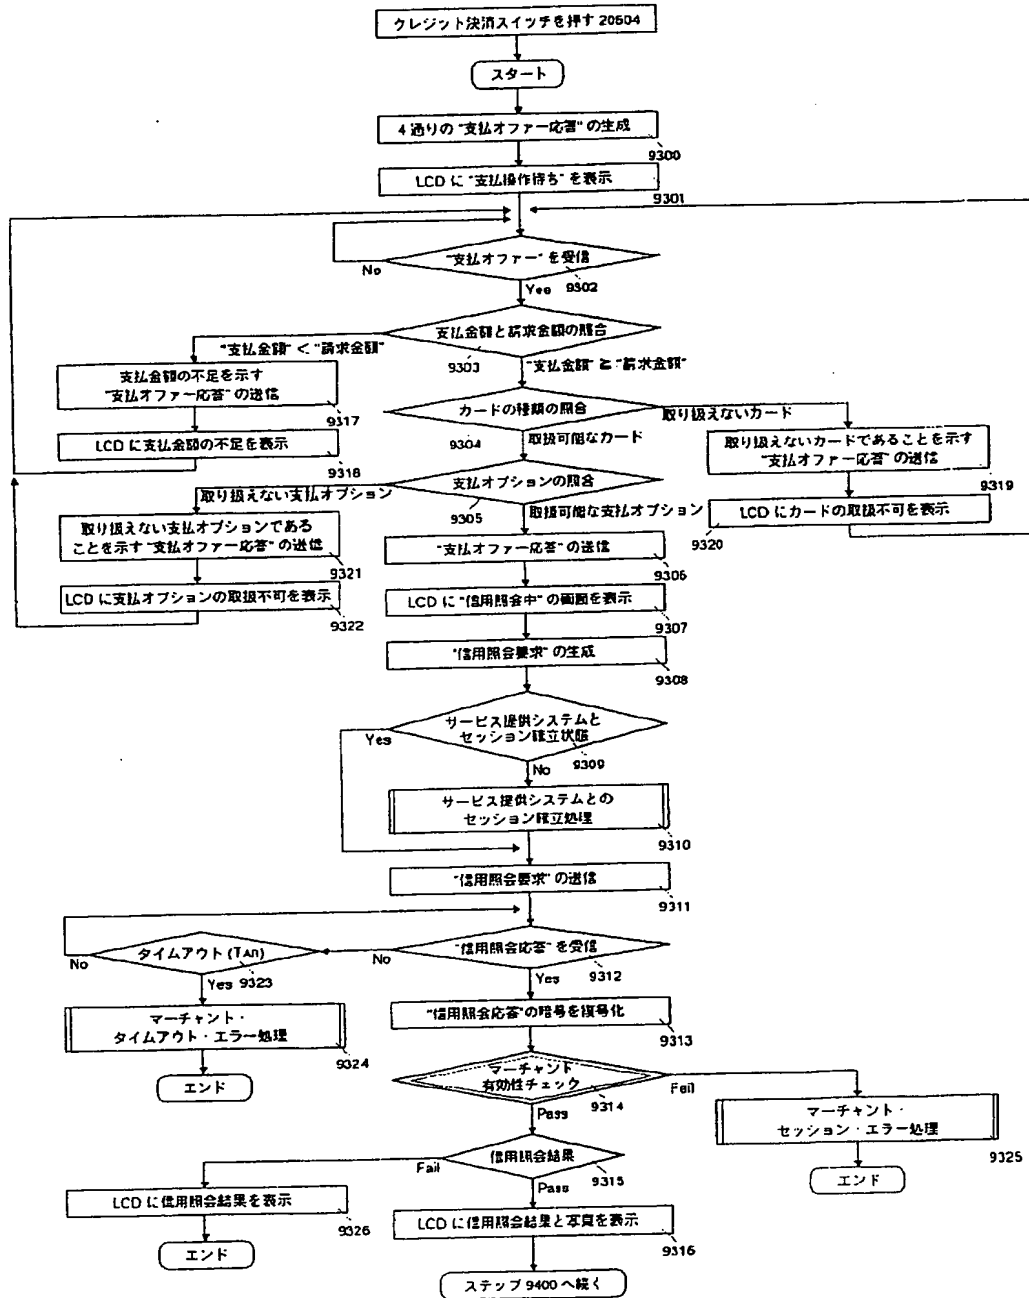 クレジット決済スイッチを押す 20504
スタート
4通りの "支払オファー応答" の生成
9300
LCD に "支払操作待ち" を表示
9301
"支払オファー" を受信
No
9302
Yes
支払金額と請求金額の照合
9303
"支払金額" < "請求金額"
"支払金額" ≧ "請求金額"
支払金額の不足を示す
"支払オファー応答" の送信
9317
カードの種類の照合
9304
取り扱えないカード
取扱可能なカード
LCD に支払金額の不足を表示
9318
取り扱えないカードであることを示す
"支払オファー応答" の送信
9319
支払オプションの照合
9305
取り扱えない支払オプション
取扱可能な支払オプション
LCD にカードの取扱不可を表示
9320
取り扱えない支払オプションである
ことを示す "支払オファー応答" の送信
9321
"支払オファー応答" の送信
9306
LCD に支払オプションの取扱不可を表示
9322
LCD に "信用照会中" の画面を表示
9307
"信用照会要求" の生成
9308
サービス提供システムと
セッション確立状態
9309
Yes
No
サービス提供システムとの
セッション確立処理
9310
"信用照会要求" の送信
9311
"信用照会応答" を受信
9312
No
Yes
タイムアウト (TAn)
9323
No
Yes
マーチャント・
タイムアウト・エラー処理
9324
エンド
"信用照会応答" の暗号を復号化
9313
マーチャント
有効性チェック
9314
Fail
Pass
マーチャント・
セッション・エラー処理
9325
エンド
信用照会結果
9315
Fail
Pass
LCD に信用照会結果を表示
9326
エンド
LCD に信用照会結果と写真を表示
9316
ステップ 9400 へ続く